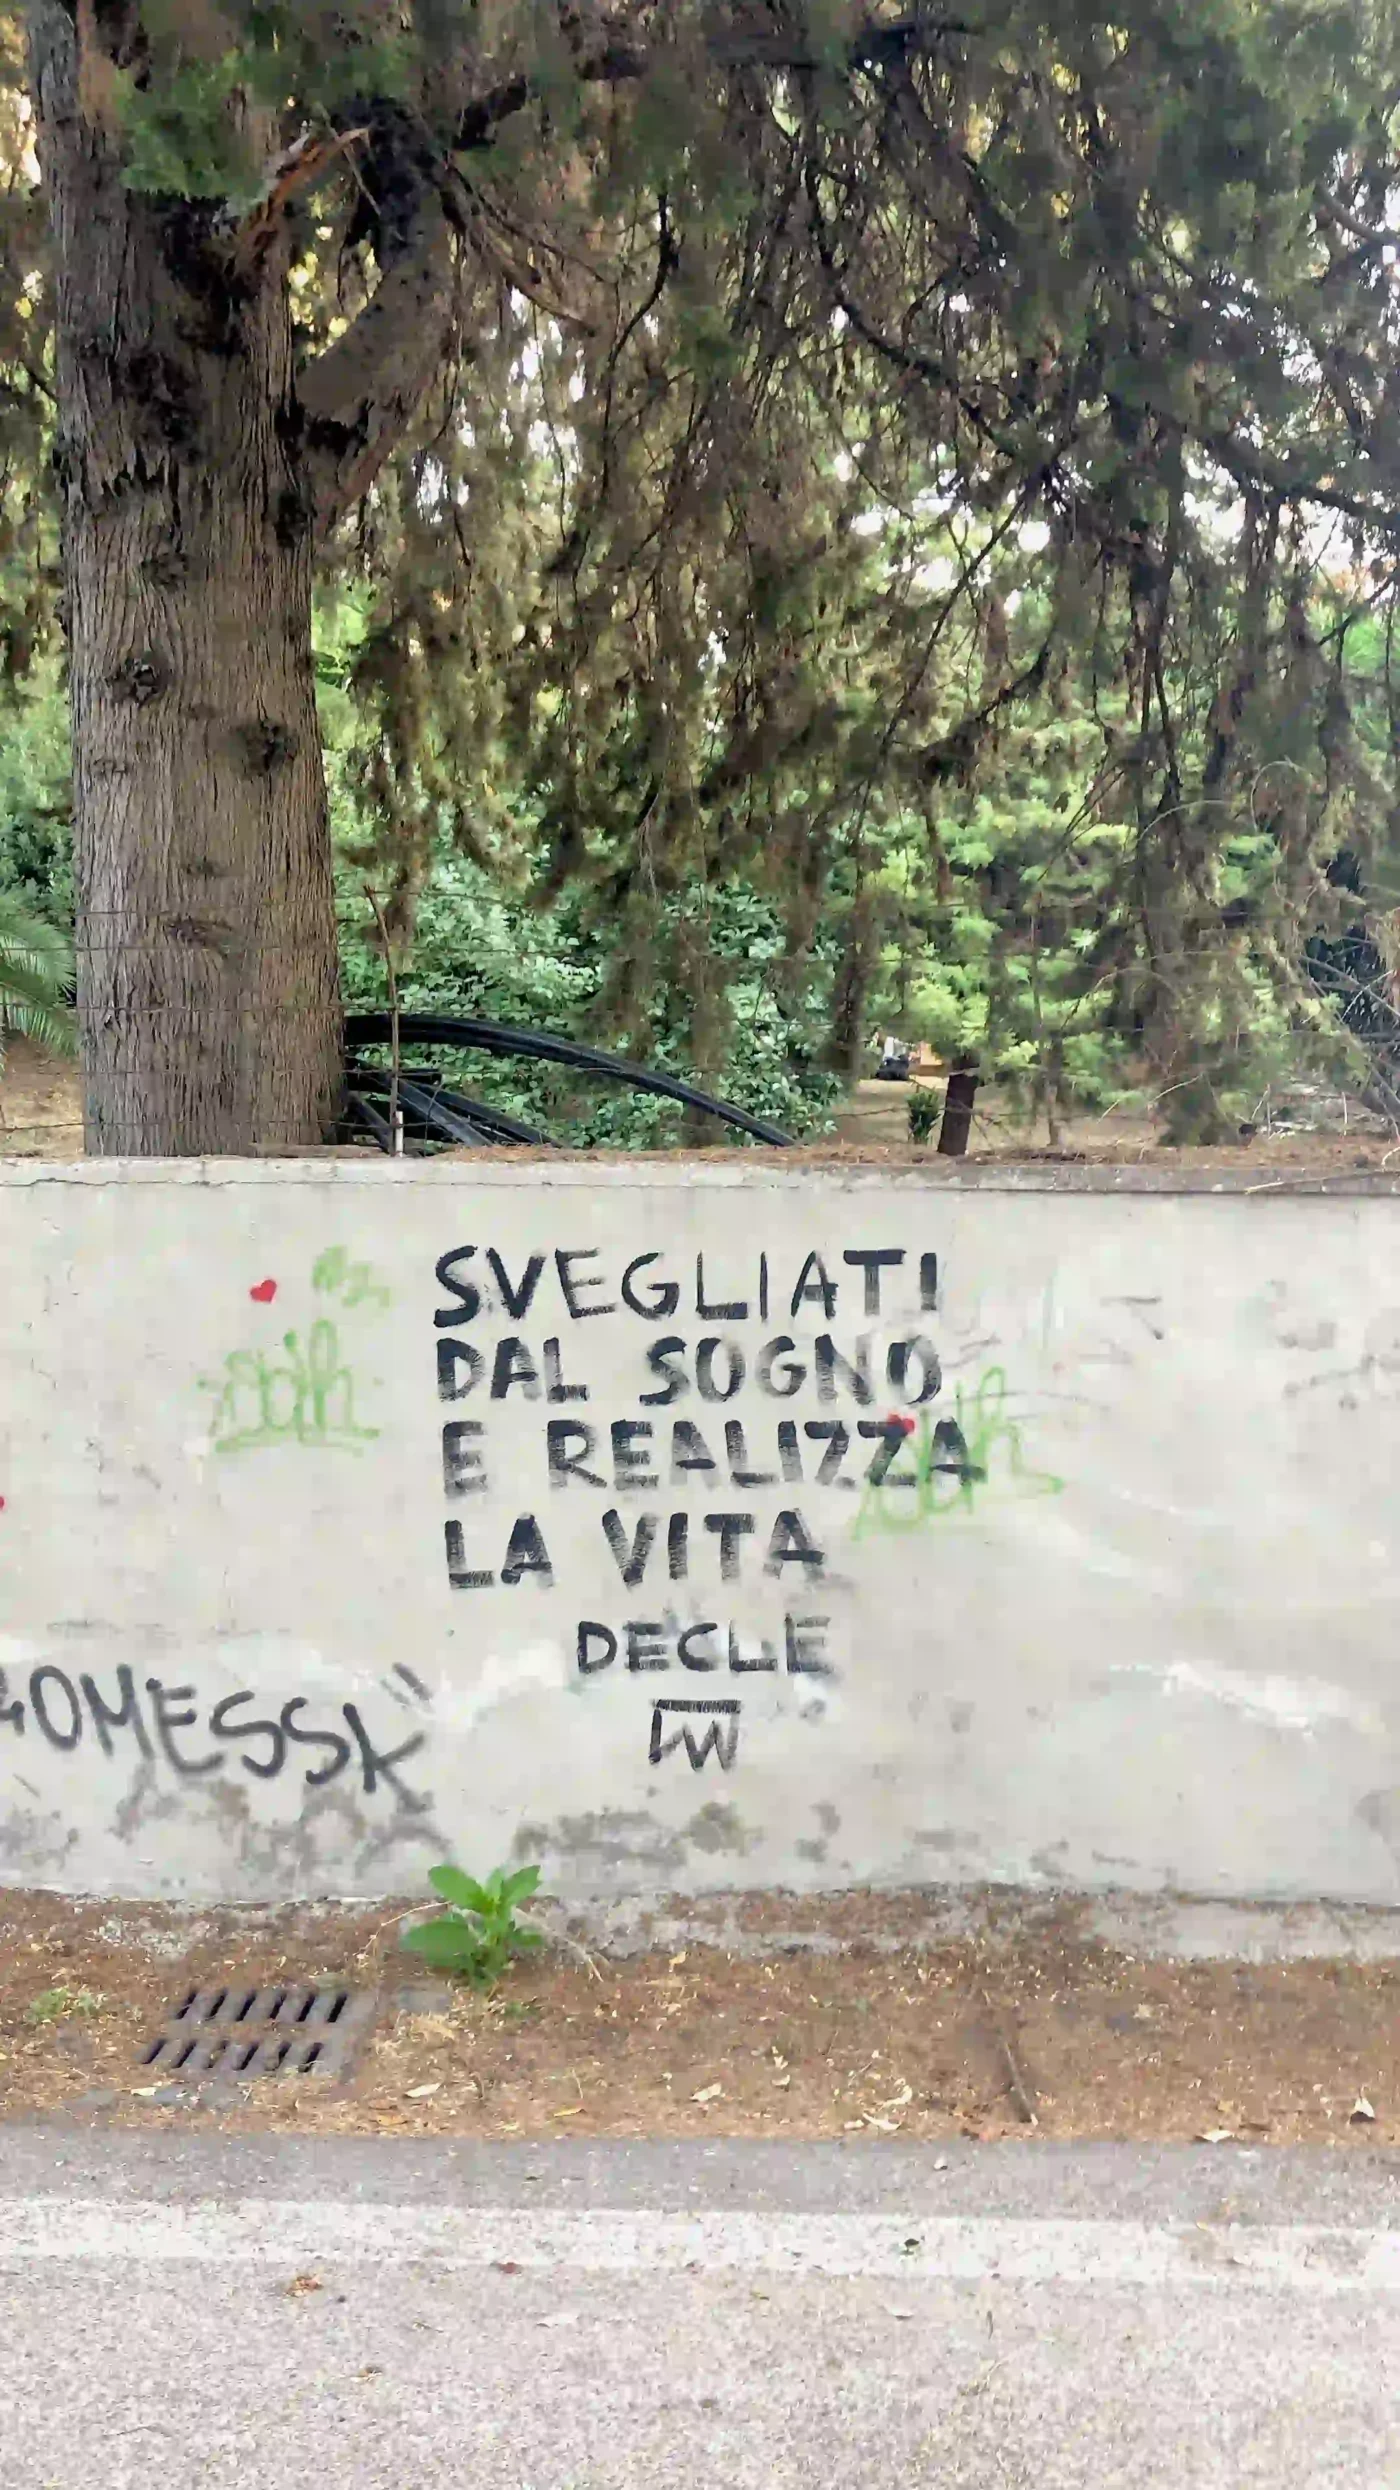 SVEGLIATI
DAL SOGNO
E REALIZZA
LA VITA
DECLE
OMESSA"